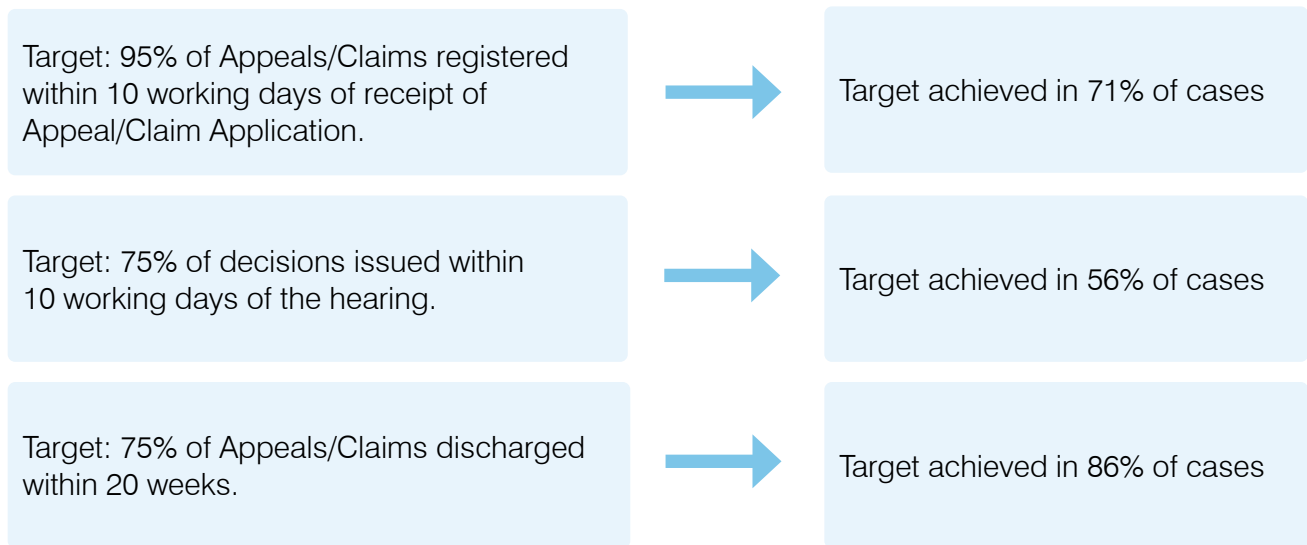 Target: 95% of Appeals/Claims registered
within 10 working days of receipt of
Appeal/Claim Application.
Target achieved in 71% of cases
Target: 75% of decisions issued within
10 working days of the hearing.
Target achieved in 56% of cases
Target: 75% of Appeals/Claims discharged
within 20 weeks.
Target achieved in 86% of cases